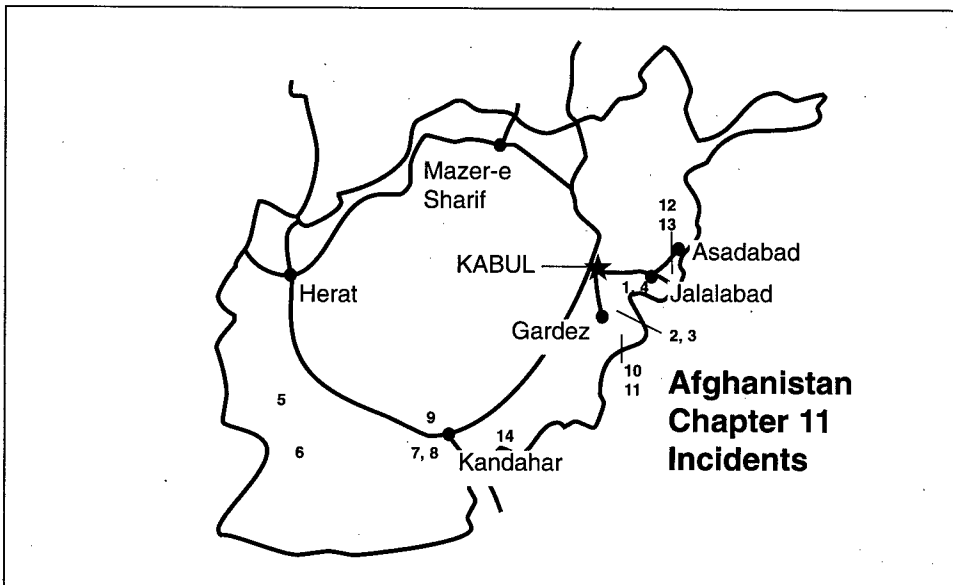 Mazer-e
Sharif
12
13
KABUL
Asadabad
Herat
1, 4
Jalalabad
Gardez
2, 3
10
11
Afghanistan
Chapter 11
Incidents
5
9
6
7, 8
14
Kandahar